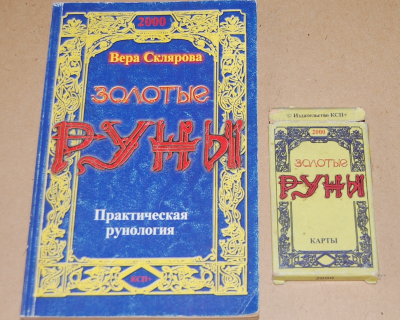 2000
Вера Склярова
ЗОЛОТЫЕ
РУНЫ
Практическая
рунология
КСП+
© Издательство КСП+
2000
ЗОЛОТЫЕ
РУНЫ
КАРТЫ